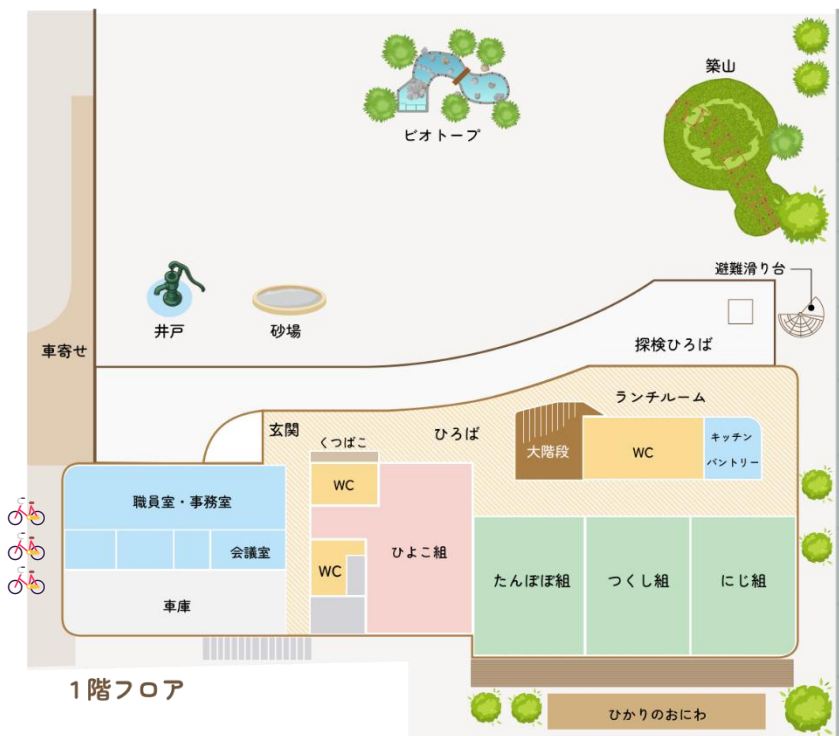 築山
ビオトープ
避難滑り台
井戸
砂場
車寄せ
探検ひろば
ランチルーム
玄関
ひろば
くつばこ
大階段
WC
キッチン
パントリー
WC
職員室・事務室
ひよこ組
会議室
WC
たんぽぽ組
つくし組
にじ組
車庫
1階フロア
ひかりのおにわ